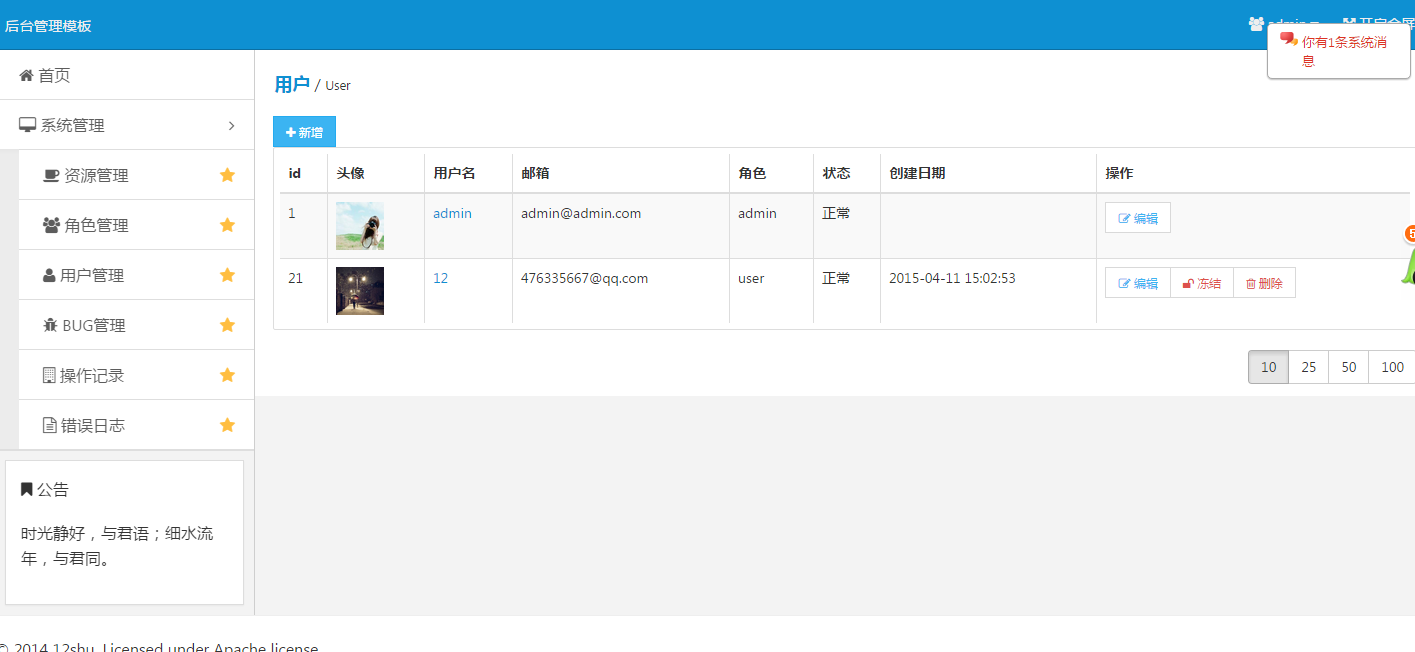 后台管理模板
admin
开启全屏
你有1条系统消
息
首页
系统管理
资源管理
角色管理
用户管理
BUG管理
操作记录
错误日志
公告
时光静好，与君语；细水流
年，与君同。
用户 / User
新增
id 头像 用户名 邮箱 角色 状态 创建日期 操作
1 admin admin@admin.com admin 正常 编辑
21 12 476335667@qq.com user 正常 2015-04-11 15:02:53 编辑 冻结 删除
10 25 50 100
© 2014 12shu. Licensed under Apache license